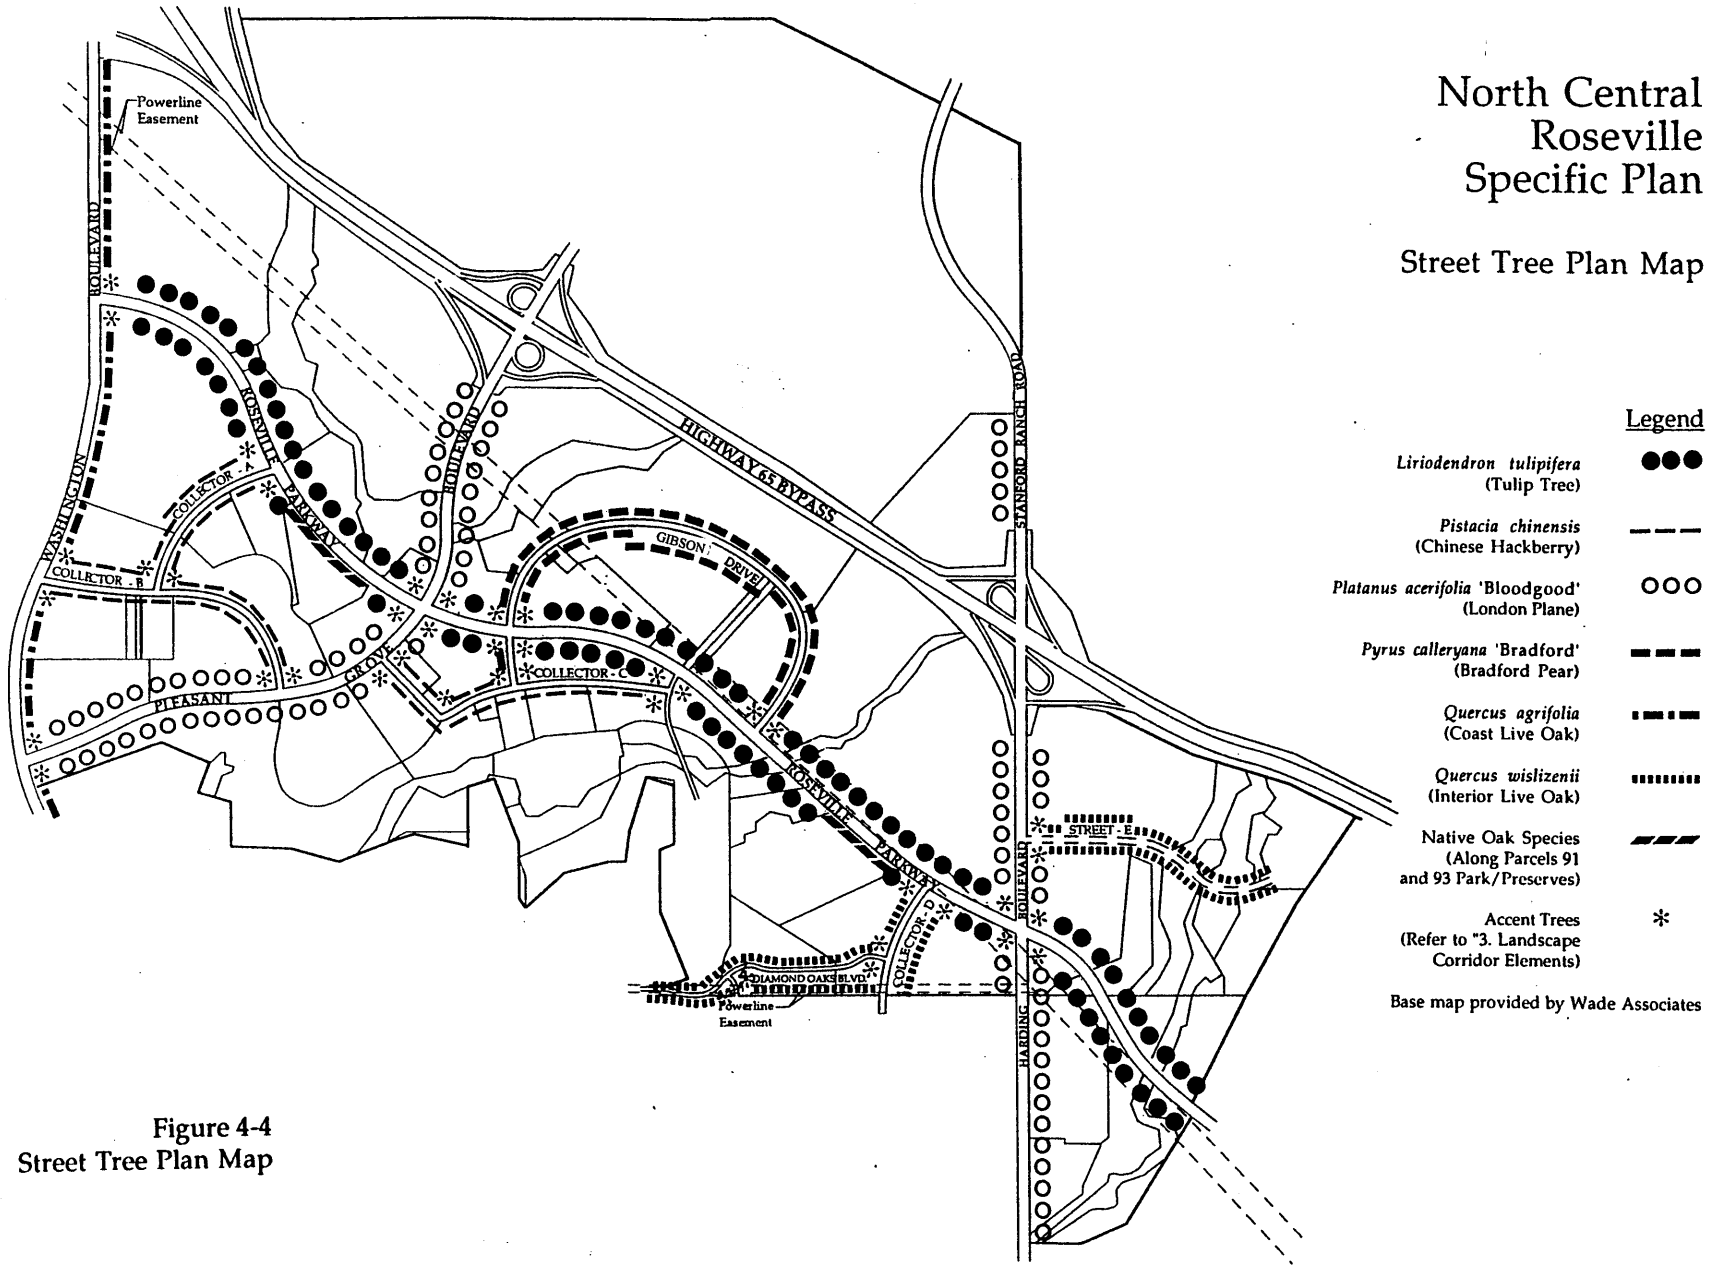 North Central
Roseville
Specific Plan
Street Tree Plan Map
Powerline
Easement
BOULEVARD
WASHINGTON
ROSEVILLE
PARKWAY
COLLECTOR - A
COLLECTOR - B
BOULEVARD
PLEASANT
GROVE
HIGHWAY 65 BYPASS
GIBSON
DRIVE
COLLECTOR - C
STANFORD RANCH ROAD
ROSEVILLE
PARKWAY
BOULEVARD
STREET - E
COLLECTOR - D
DIAMOND OAKS BLVD.
Powerline
Easement
HARDING
Legend
Liriodendron tulipifera
(Tulip Tree)
Pistacia chinensis
(Chinese Hackberry)
Platanus acerifolia 'Bloodgood'
(London Plane)
Pyrus calleryana 'Bradford'
(Bradford Pear)
Quercus agrifolia
(Coast Live Oak)
Quercus wislizenii
(Interior Live Oak)
Native Oak Species
(Along Parcels 91
and 93 Park/Preserves)
Accent Trees
(Refer to "3. Landscape
Corridor Elements)
Base map provided by Wade Associates
Figure 4-4
Street Tree Plan Map